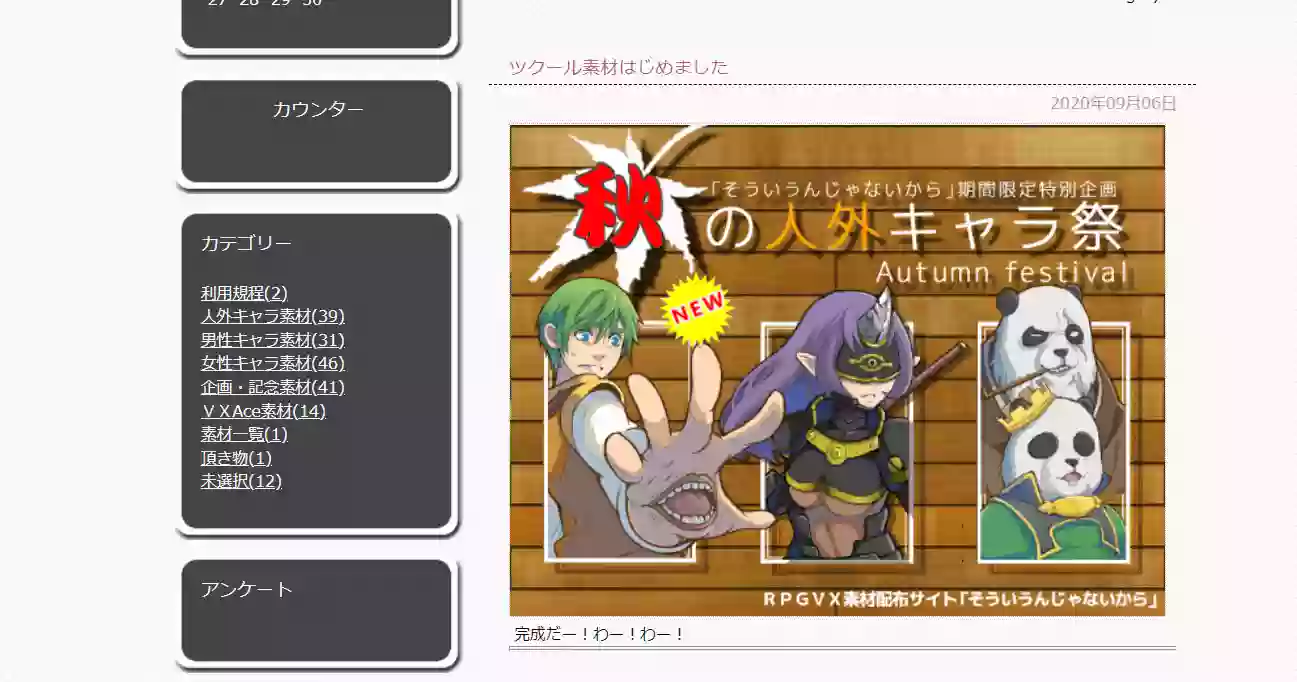 27 28 29 30
カウンター
カテゴリー
利用規程(2)
人外キャラ素材(39)
男性キャラ素材(31)
女性キャラ素材(46)
企画・記念素材(41)
ＶＸAce素材(14)
素材一覧(1)
頂き物(1)
未選択(12)
アンケート
ツクール素材はじめました
2020年09月06日
「そういうんじゃないから」期間限定特別企画
秋の人外キャラ祭
Autumn festival
NEW
ＲＰＧＶＸ素材配布サイト「そういうんじゃないから」
完成だー！わー！わー！